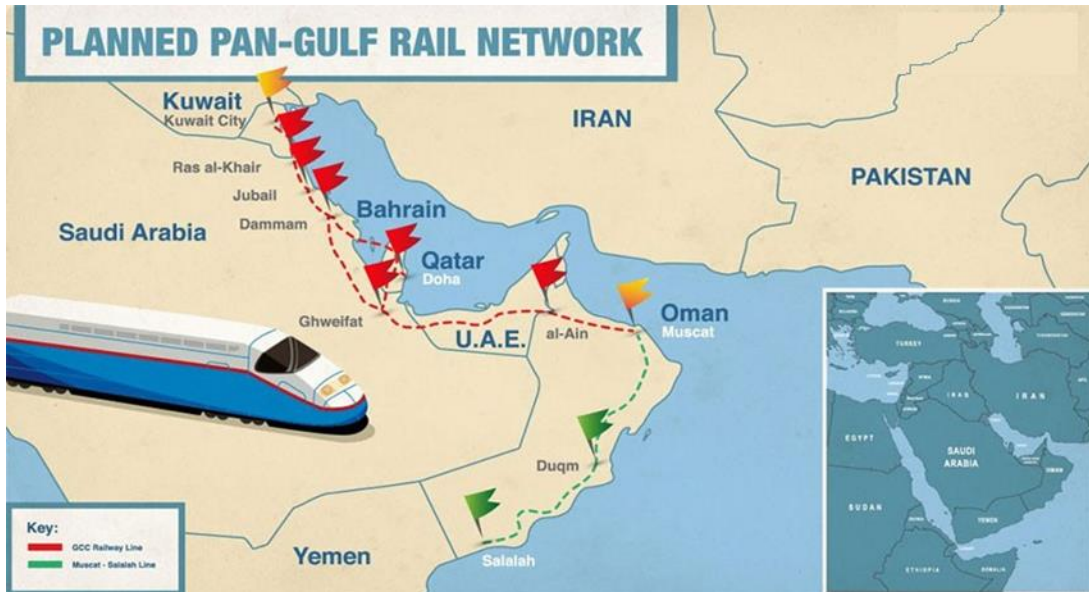 PLANNED PAN-GULF RAIL NETWORK
Kuwait
Kuwait City
IRAN
Ras al-Khair
PAKISTAN
Jubail
Bahrain
Dammam
Saudi Arabia
Qatar
Doha
Oman
Ghweifat
Muscat
U.A.E.
al-Ain
Duqm
Key:
GCC Railway Line
Muscat - Salalah Line
Yemen
Salalah
TURKEY
SYRIA
IRAQ
IRAN
EGYPT
SAUDI
ARABIA
OMAN
SUDAN
YEMEN
ETHIOPIA
SOMALIA